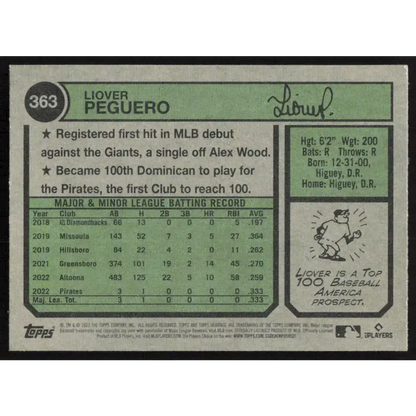 363
LIOVER
PEGUERO
★ Registered first hit in MLB debut
against the Giants, a single off Alex Wood.
★ Became 100th Dominican to play for
the Pirates, the first Club to reach 100.
Hgt: 6'2" Wgt: 200
Bats: R Throws: R
Born: 12-31-00,
Higuey, D.R.
Home: Higuey, D.R.
MAJOR & MINOR LEAGUE BATTING RECORD
Year Club AB H 2B 3B HR RBI AVG
2018 66 13 0 0 0 5 .197
2019 Missoula 143 52 7 3 5 27 .364
2019 Hillsboro 84 22 4 2 0 11 .262
2021 Greensboro 374 101 19 2 14 45 .270
2022 Altoona 483 125 22 5 10 58 .259
2022 Pirates 3 1 0 0 0 0 .333
Maj. Lea. Tot. 3 1 0 0 0 0 .333
LIOVER IS A TOP
100 BASEBALL
AMERICA
PROSPECT.
Topps
PLAYERS